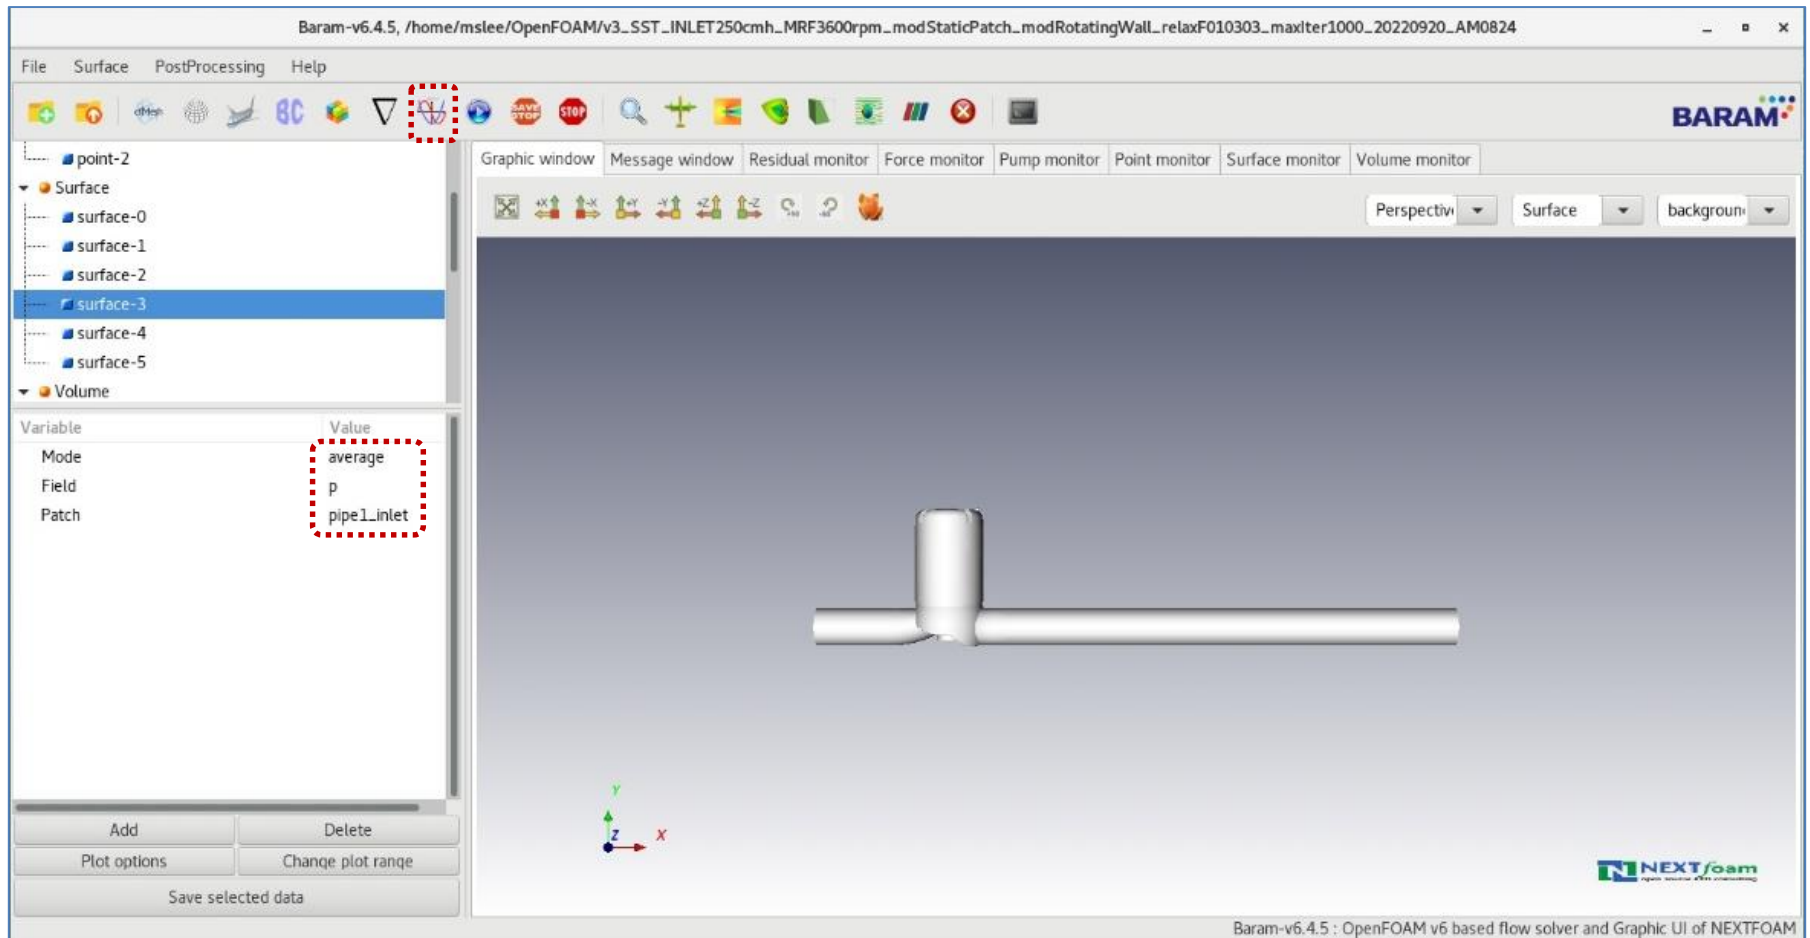 Baram-v6.4.5, /home/mslee/OpenFOAM/v3_SST_INLET250cmh_MRF3600rpm_modStaticPatch_modRotatingWall_relaxF010303_maxIter1000_20220920_AM0824
File Surface PostProcessing Help
BC SAVE STOP STOP
BARAM
point-2
Surface
surface-0
surface-1
surface-2
surface-3
surface-4
surface-5
Volume
Variable Value
Mode average
Field p
Patch pipe1_inlet
Add Delete
Plot options Change plot range
Save selected data
Graphic window Message window Residual monitor Force monitor Pump monitor Point monitor Surface monitor Volume monitor
+X -X +Y -Y +Z -Z
Perspectiv Surface backgroun
Y
Z X
NEXTfoam
Baram-v6.4.5 : OpenFOAM v6 based flow solver and Graphic UI of NEXTFOAM